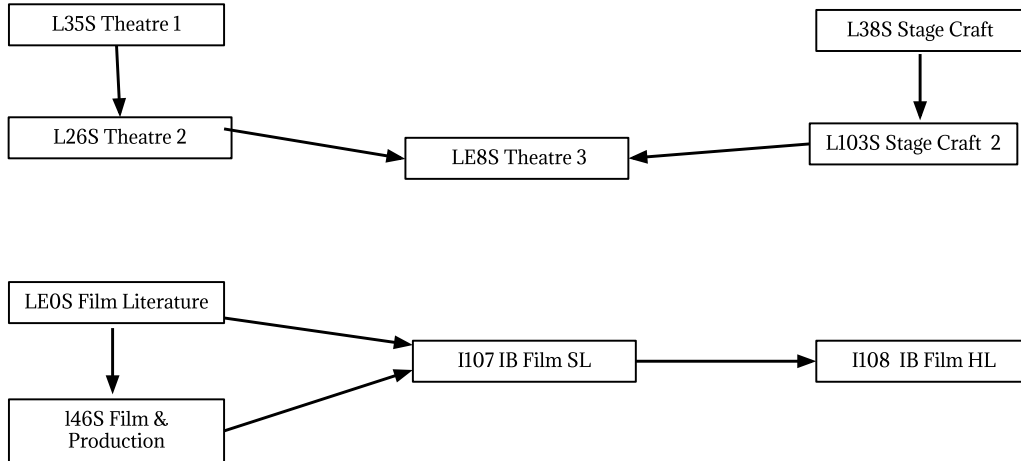 L35S Theatre 1
L38S Stage Craft
L26S Theatre 2
LE8S Theatre 3
L103S Stage Craft  2
LE0S Film Literature
I107 IB Film SL
I108  IB Film HL
l46S Film &
Production